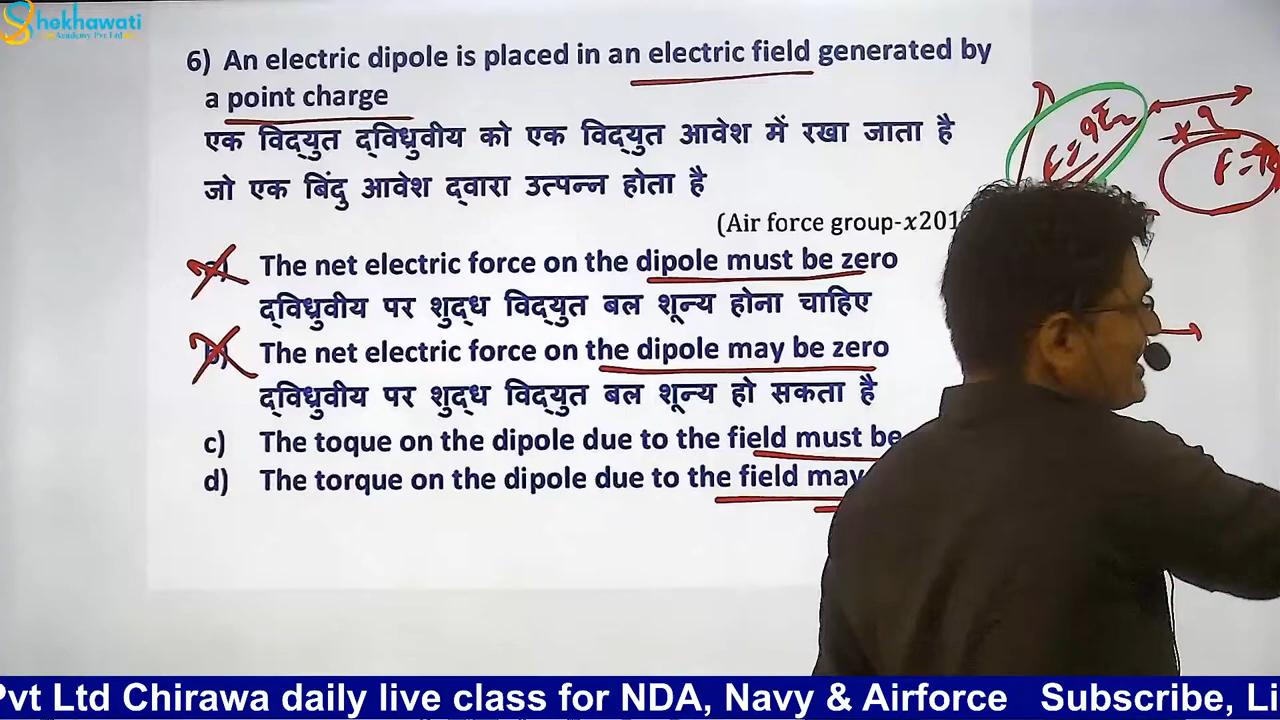 Shekhawati
Academy Pvt Ltd
6) An electric dipole is placed in an electric field generated by
a point charge
एक विद्युत द्विध्रुवीय को एक विद्युत आवेश में रखा जाता है
जो एक बिंदु आवेश द्वारा उत्पन्न होता है
(Air force group-x201
a) The net electric force on the dipole must be zero
द्विध्रुवीय पर शुद्ध विद्युत बल शून्य होना चाहिए
b) The net electric force on the dipole may be zero
द्विध्रुवीय पर शुद्ध विद्युत बल शून्य हो सकता है
c) The toque on the dipole due to the field must be
d) The torque on the dipole due to the field may
Pvt Ltd Chirawa daily live class for NDA, Navy & Airforce Subscribe, Li